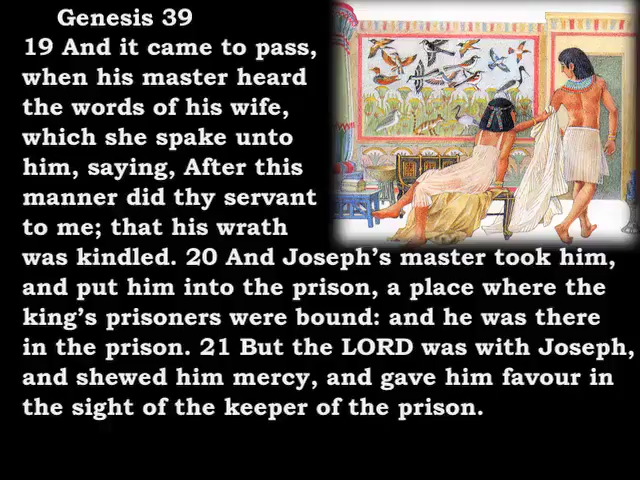 Genesis 39
19 And it came to pass,
when his master heard
the words of his wife,
which she spake unto
him, saying, After this
manner did thy servant
to me; that his wrath
was kindled. 20 And Joseph’s master took him,
and put him into the prison, a place where the
king’s prisoners were bound: and he was there
in the prison. 21 But the LORD was with Joseph,
and shewed him mercy, and gave him favour in
the sight of the keeper of the prison.